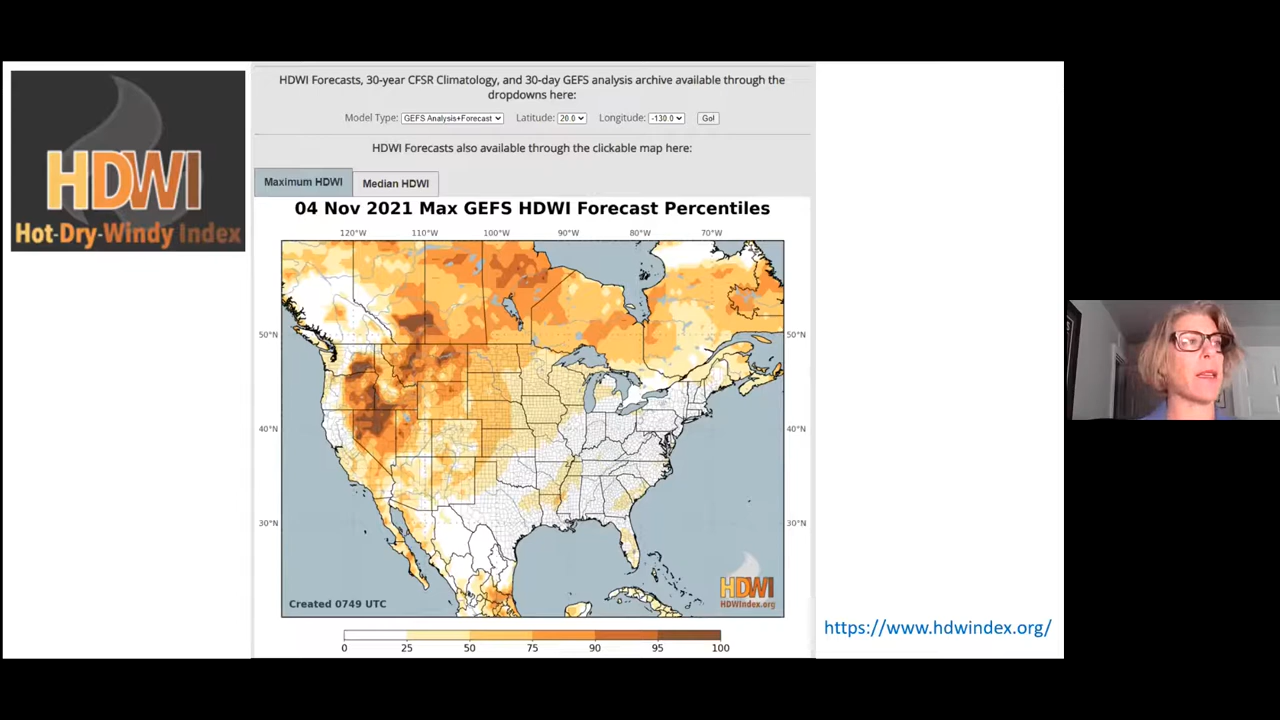 HDWI
Hot-Dry-Windy Index
HDWI Forecasts, 30-year CFSR Climatology, and 30-day GEFS analysis archive available through the
dropdowns here:
Model Type: GEFS Analysis+Forecast Latitude: 20.0 Longitude: -130.0 Go!
HDWI Forecasts also available through the clickable map here:
Maximum HDWI Median HDWI
04 Nov 2021 Max GEFS HDWI Forecast Percentiles
120°W 110°W 100°W 90°W 80°W 70°W
50°N 50°N
40°N 40°N
30°N 30°N
HDWI
HDWIndex.org
Created 0749 UTC
0 25 50 75 90 95 100
https://www.hdwindex.org/